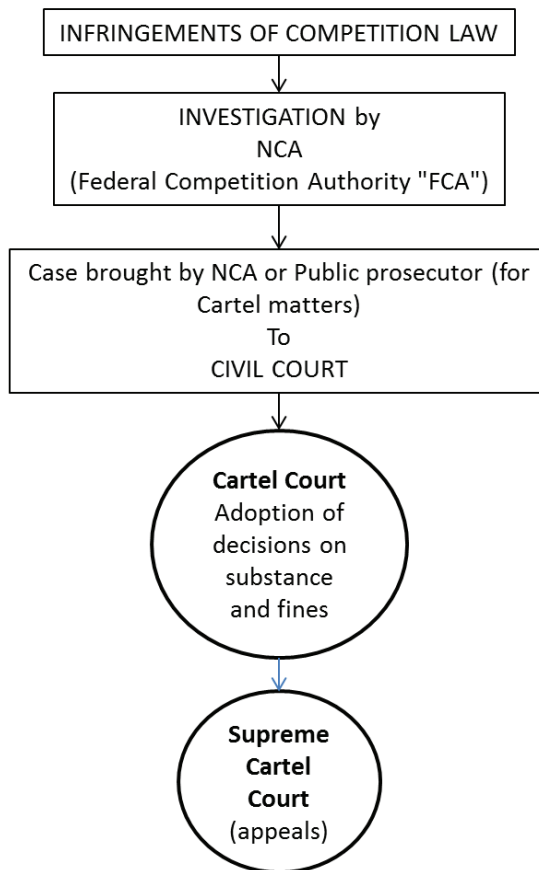 INFRINGEMENTS OF COMPETITION LAW
INVESTIGATION by
NCA
(Federal Competition Authority "FCA")
Case brought by NCA or Public prosecutor (for
Cartel matters)
To
CIVIL COURT
Cartel Court
Adoption of
decisions on
substance
and fines
Supreme
Cartel
Court
(appeals)